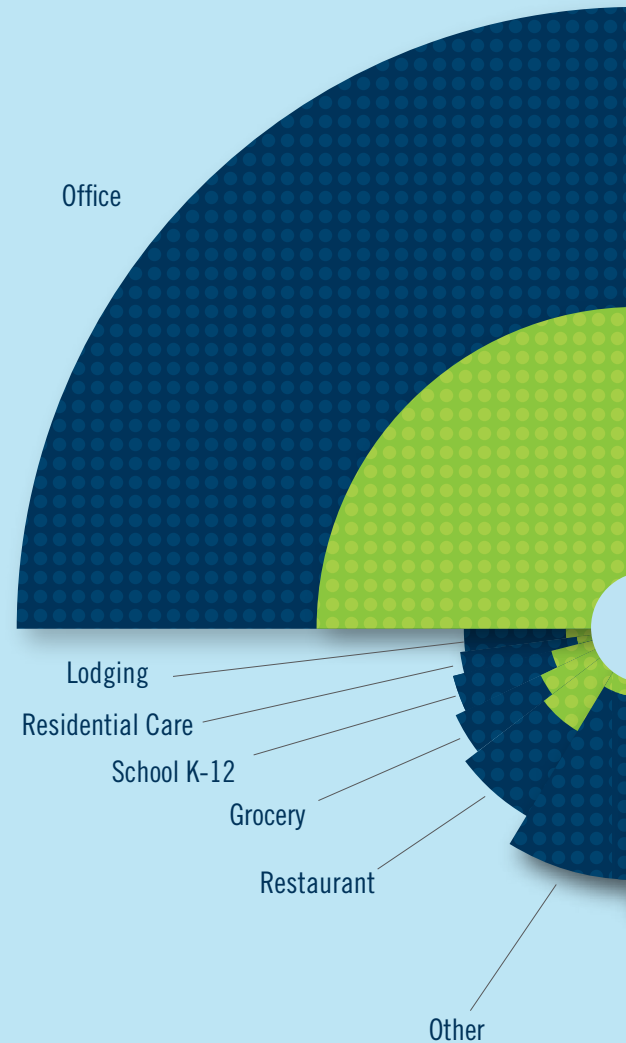 Office
Lodging
Residential Care
School K-12
Grocery
Restaurant
Other